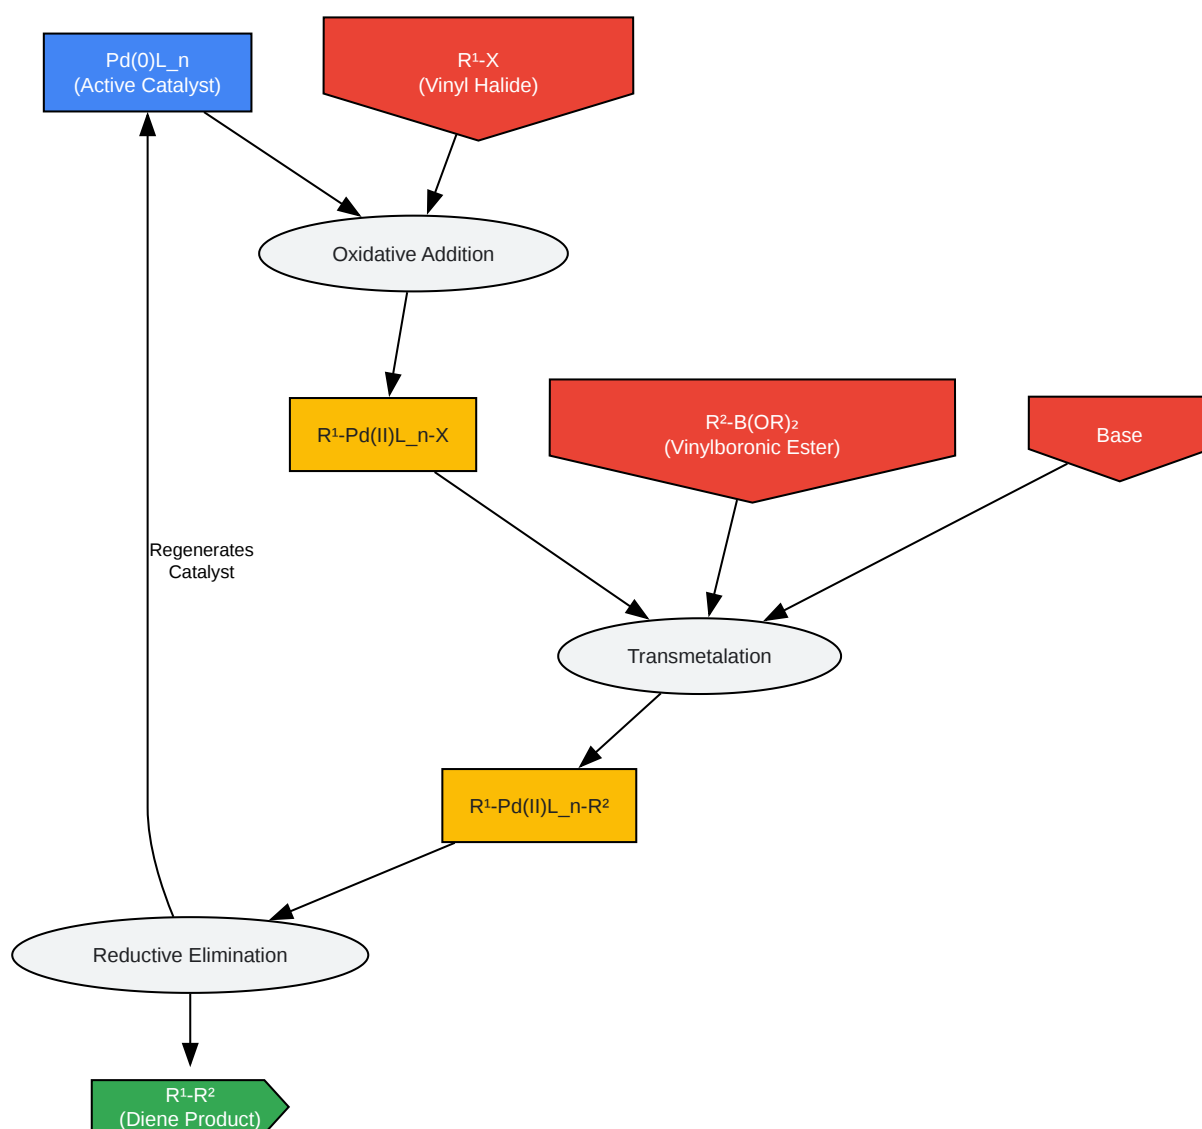 Pd(0)L_n
(Active Catalyst)
R¹-X
(Vinyl Halide)
Oxidative Addition
R¹-Pd(II)L_n-X
R²-B(OR)₂
(Vinylboronic Ester)
Base
Regenerates
Catalyst
Transmetalation
R¹-Pd(II)L_n-R²
Reductive Elimination
R¹-R²
(Diene Product)